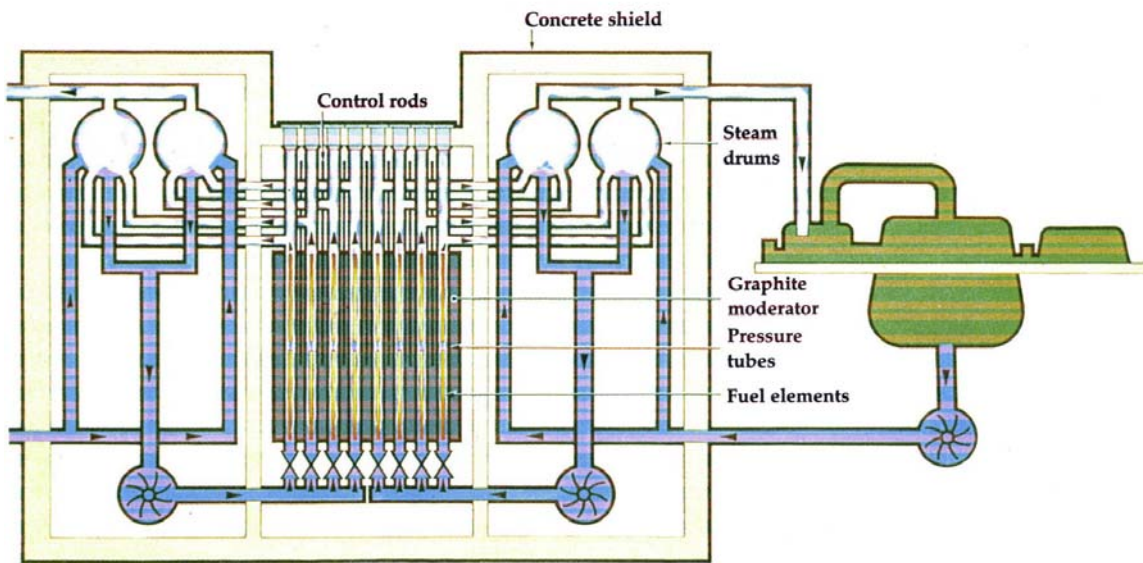 Concrete shield
Control rods
Steam
drums
Graphite
moderator
Pressure
tubes
Fuel elements